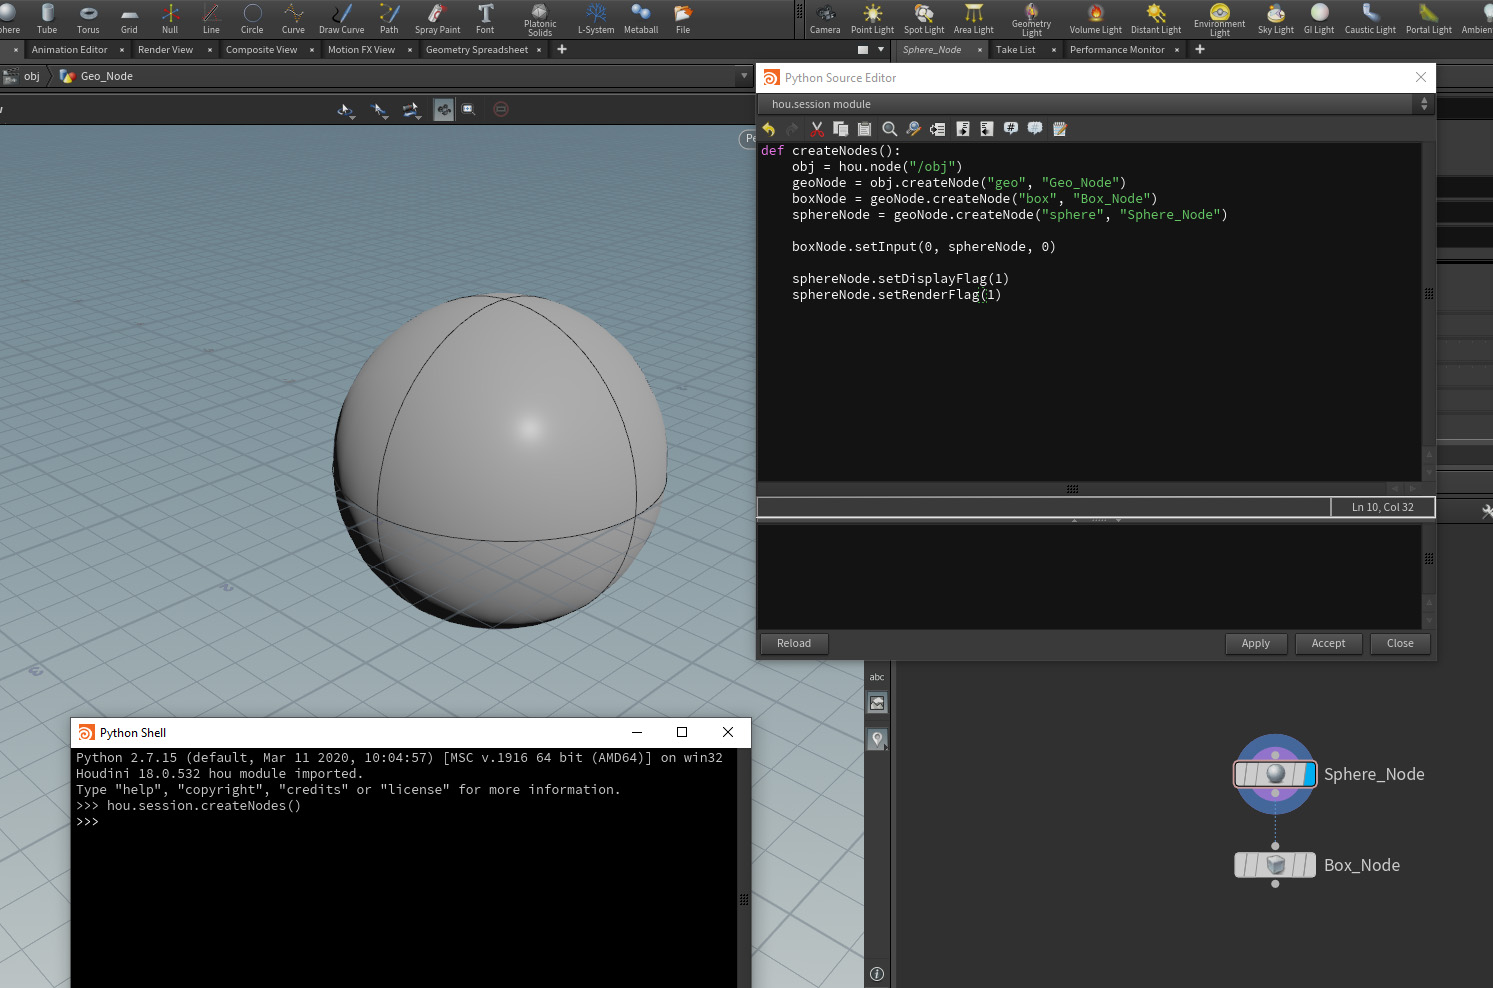 Tube
Torus
Grid
Null
Line
Circle
Curve
Draw Curve
Path
Spray Paint
Font
Platonic
Solids
L-System
Metaball
File
Camera
Point Light
Spot Light
Area Light
Geometry
Light
Volume Light
Distant Light
Environment
Light
Sky Light
GI Light
Caustic Light
Portal Light
Animation Editor
Render View
Composite View
Motion FX View
Geometry Spreadsheet
Sphere_Node
Take List
Performance Monitor
obj
Geo_Node
Python Source Editor
hou.session module
def createNodes():
obj = hou.node("/obj")
geoNode = obj.createNode("geo", "Geo_Node")
boxNode = geoNode.createNode("box", "Box_Node")
sphereNode = geoNode.createNode("sphere", "Sphere_Node")
boxNode.setInput(0, sphereNode, 0)
sphereNode.setDisplayFlag(1)
sphereNode.setRenderFlag(1)
Ln 10, Col 32
Reload
Apply
Accept
Close
abc
Python Shell
Python 2.7.15 (default, Mar 11 2020, 10:04:57) [MSC v.1916 64 bit (AMD64)] on win32
Houdini 18.0.532 hou module imported.
Type "help", "copyright", "credits" or "license" for more information.
>>> hou.session.createNodes()
>>>
Sphere_Node
Box_Node